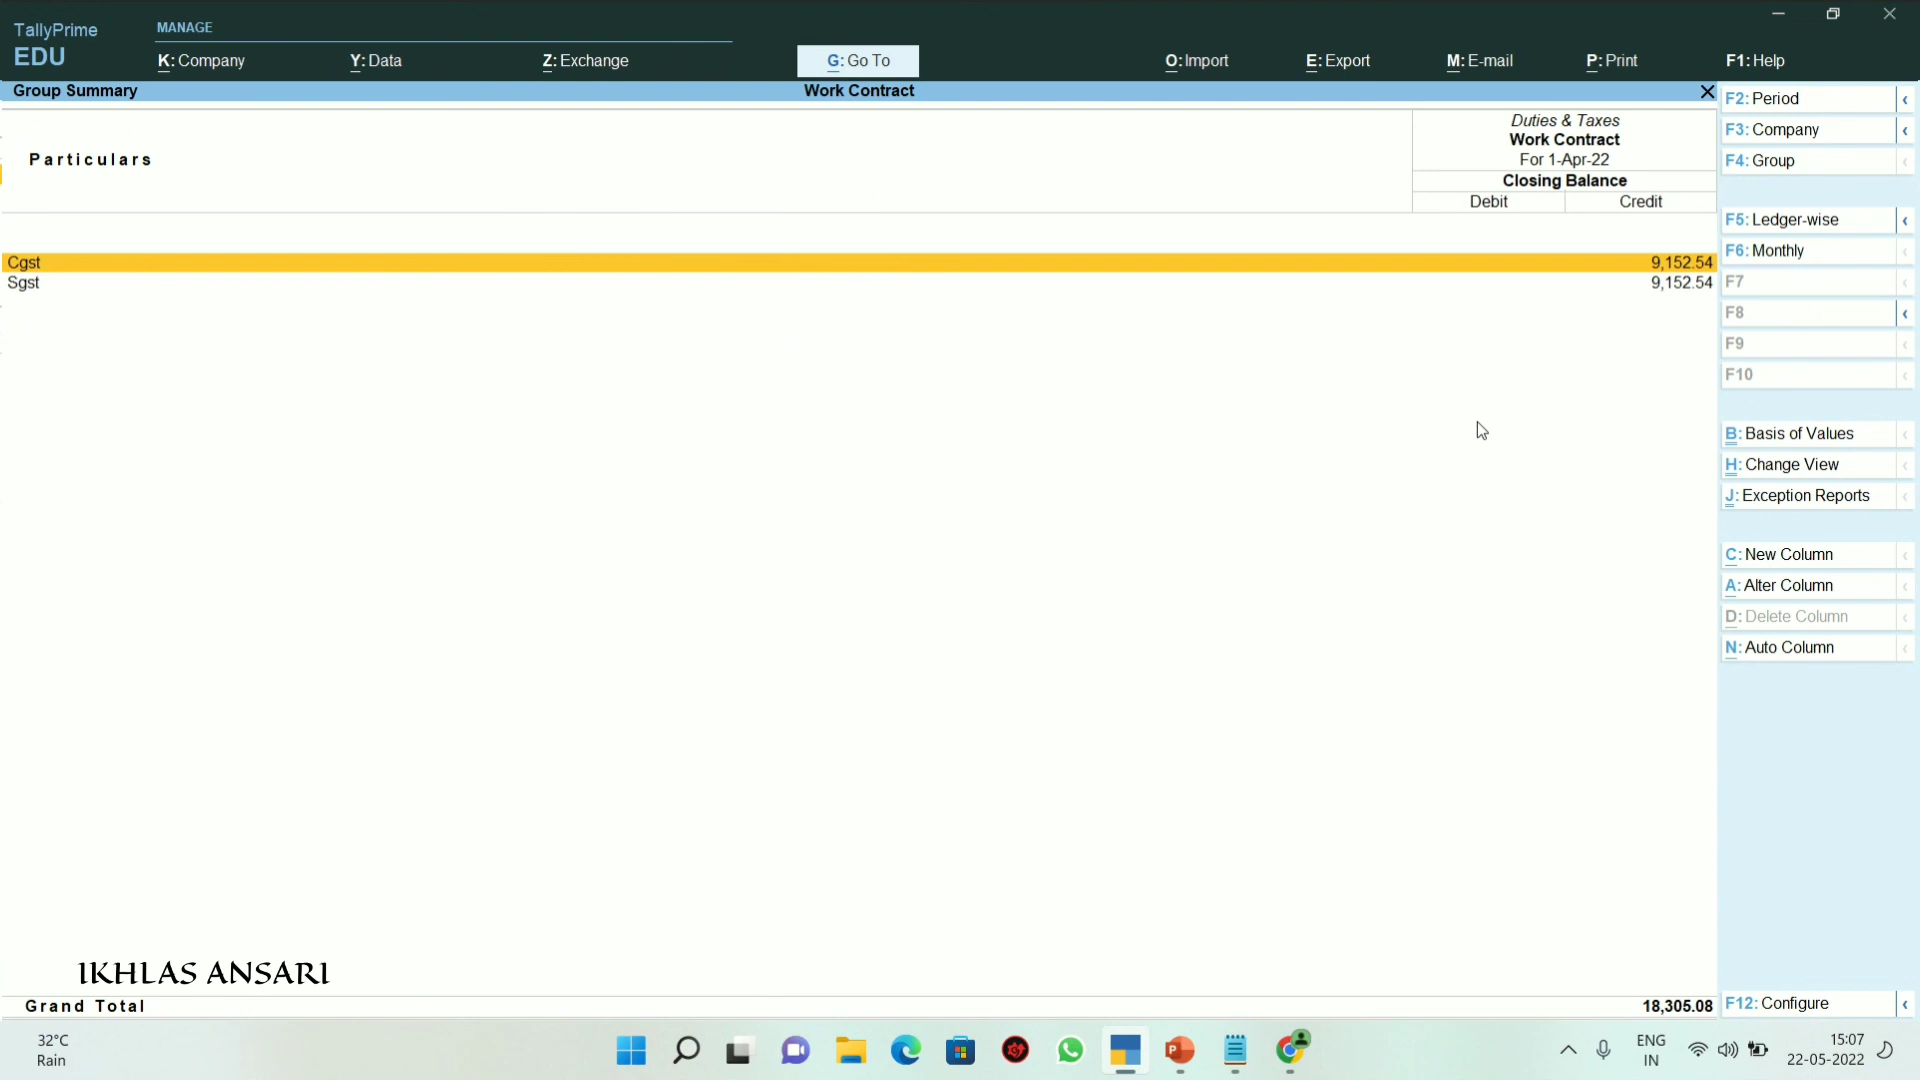 TallyPrime
EDU
MANAGE
K: Company
Y: Data
Z: Exchange
G: Go To
O: Import
E: Export
M: E-mail
P: Print
F1: Help
Group Summary
Work Contract
Particulars
Duties & Taxes
Work Contract
For 1-Apr-22
Closing Balance
Debit
Credit
Cgst 9,152.54
Sgst 9,152.54
F2: Period
F3: Company
F4: Group
F5: Ledger-wise
F6: Monthly
F7
F8
F9
F10
B: Basis of Values
H: Change View
J: Exception Reports
C: New Column
A: Alter Column
D: Delete Column
N: Auto Column
IKHLAS ANSARI
Grand Total 18,305.08
F12: Configure
32°C
Rain
ENG
IN
15:07
22-05-2022